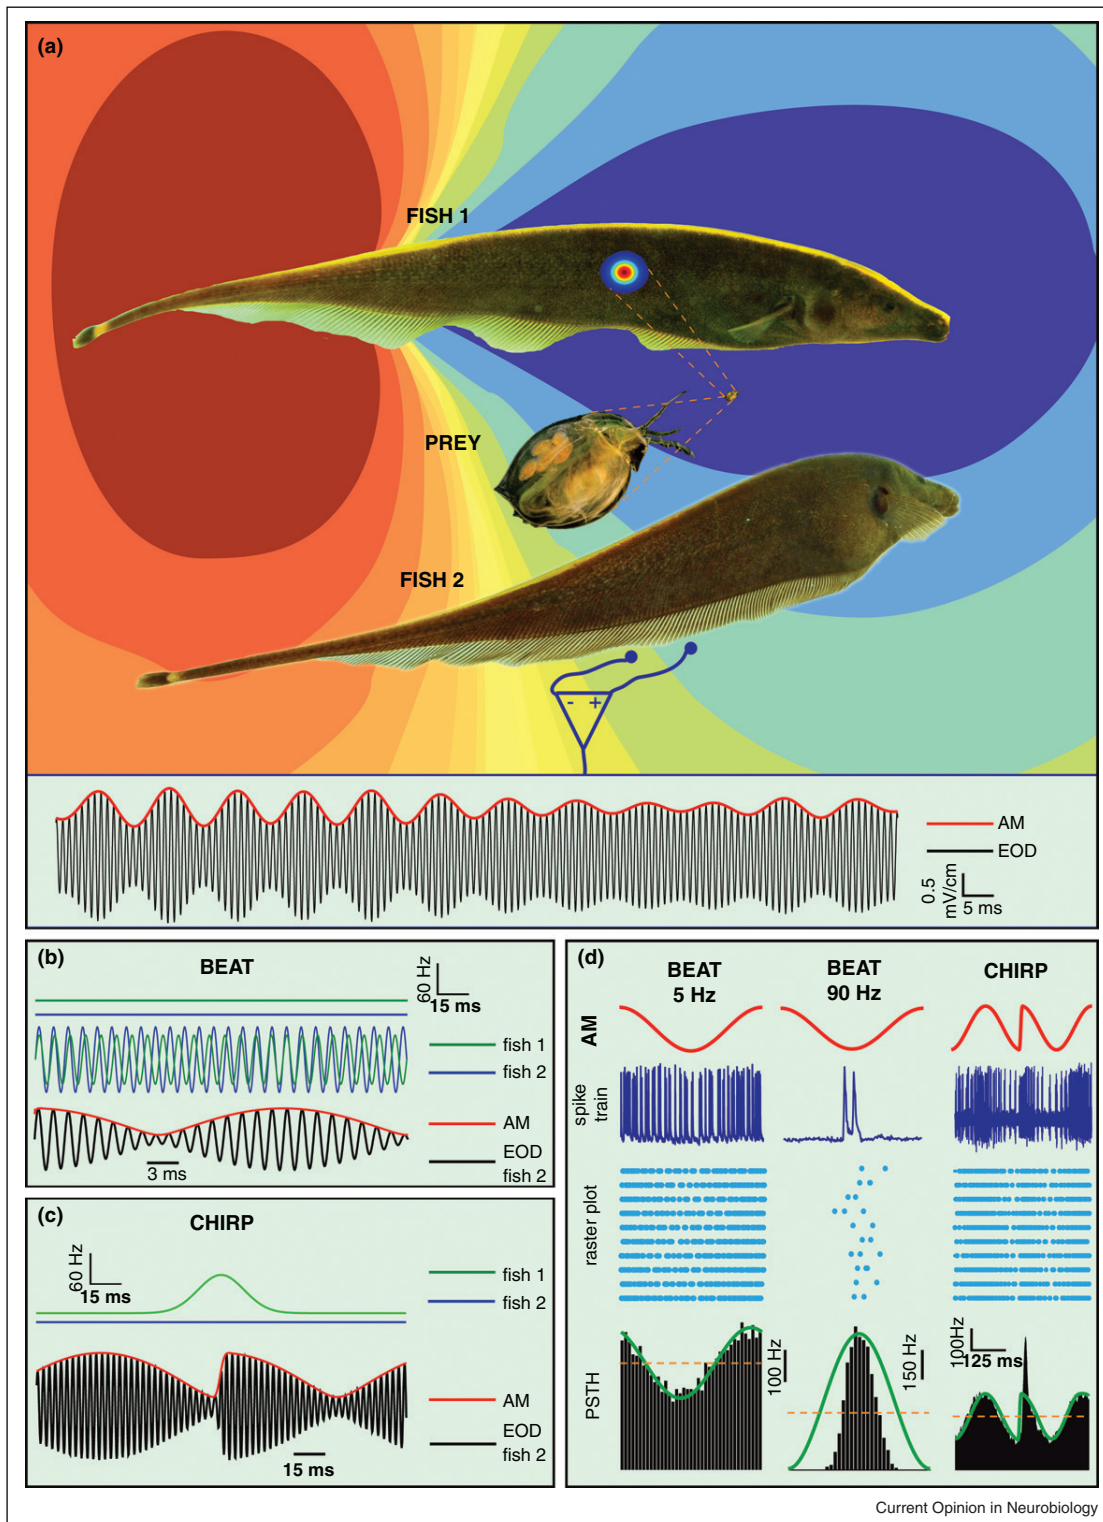 (a)
FISH 1
PREY
FISH 2
- +
AM
EOD
0.5
mV/cm
5 ms
(b)
BEAT
60 Hz
15 ms
fish 1
fish 2
AM
EOD
fish 2
3 ms
(c)
CHIRP
60 Hz
15 ms
fish 1
fish 2
AM
EOD
fish 2
15 ms
(d)
BEAT
5 Hz
BEAT
90 Hz
CHIRP
AM
spike
train
raster plot
PSTH
100 Hz
150 Hz
100Hz
125 ms
Current Opinion in Neurobiology